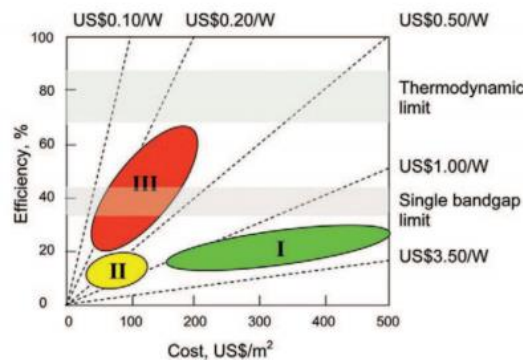 US$0.10/W US$0.20/W US$0.50/W
100
80
60
40
20
0
Efficiency, %
Thermodynamic
limit
US$1.00/W
Single bandgap
limit
US$3.50/W
III
II
I
0 100 200 300 400 500
Cost, US$/m²